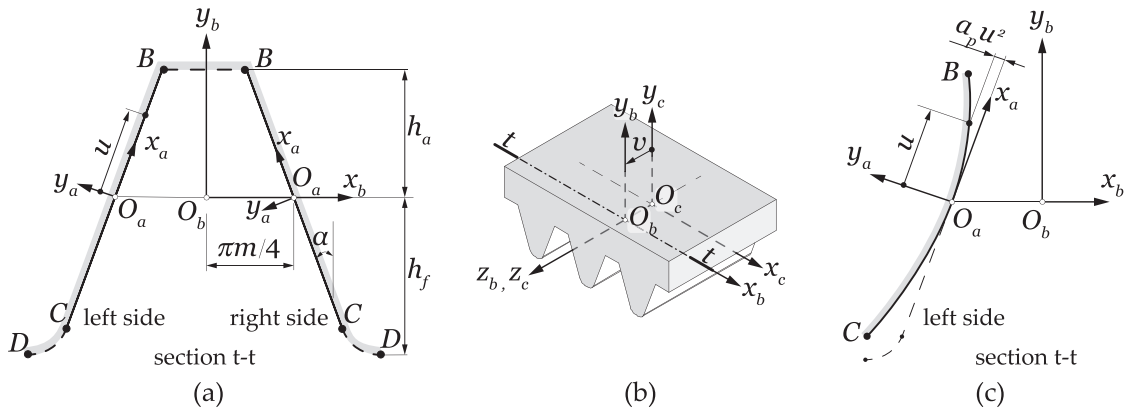 y_b
B B
u
x_a x_a
h_a
y_a O_a O_b y_a O_a x_b
πm/4
α
h_f
C left side right side C
D D
section t-t
(a)
y_b y_c
t v
O_c
O_b
t
z_b, z_c x_c
x_b
(b)
a_p u²
y_b
B
x_a
u
y_a
x_b
O_a O_b
C left side
section t-t
(c)